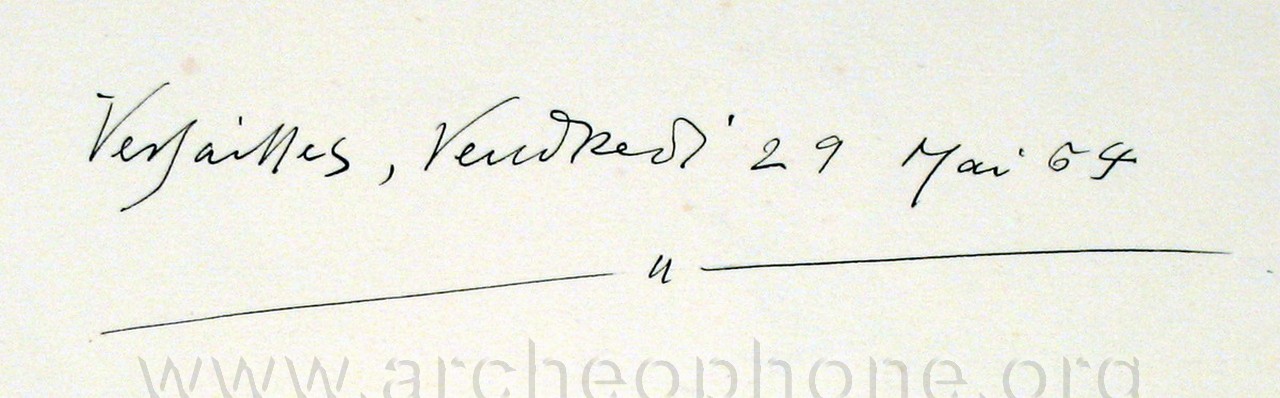 Versailles, Vendredi 29 Mai 64
"
www.archeophone.org